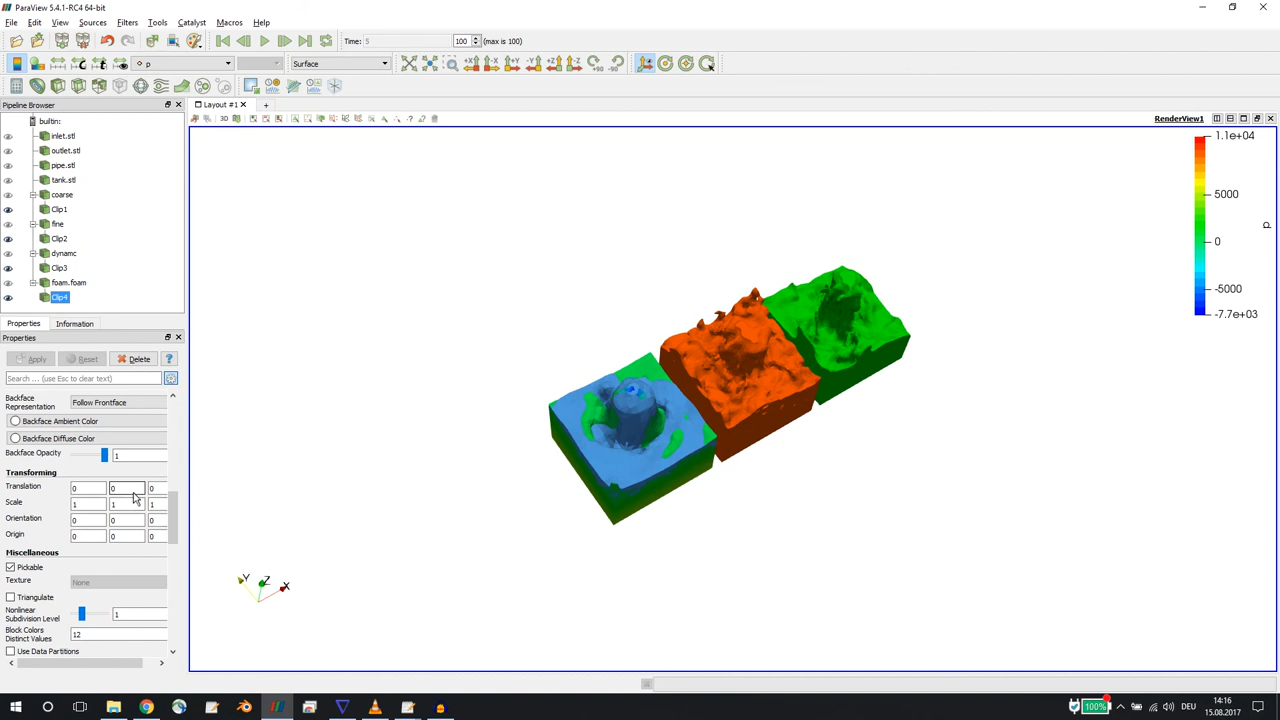 ParaView 5.4.1-RC4 64-bit
File Edit View Sources Filters Tools Catalyst Macros Help
Time: 5 100 (max is 100)
p Surface
Pipeline Browser
Layout #1
3D
RenderView1
builtin:
inlet.stl
outlet.stl
pipe.stl
tank.stl
coarse
Clip1
fine
Clip2
dynamc
Clip3
foam.foam
Clip4
1.1e+04
5000
0
-5000
-7.7e+03
p
Properties Information
Properties
Apply Reset Delete ?
Search ... (use Esc to clear text)
Backface
Representation Follow Frontface
Backface Ambient Color
Backface Diffuse Color
Backface Opacity 1
Transforming
Translation 0 0 0
Scale 1 1 1
Orientation 0 0 0
Origin 0 0 0
Miscellaneous
Pickable
Texture None
Triangulate
Nonlinear
Subdivision Level 1
Block Colors
Distinct Values 12
Use Data Partitions
Y Z X
100% DEU 14:16
15.08.2017